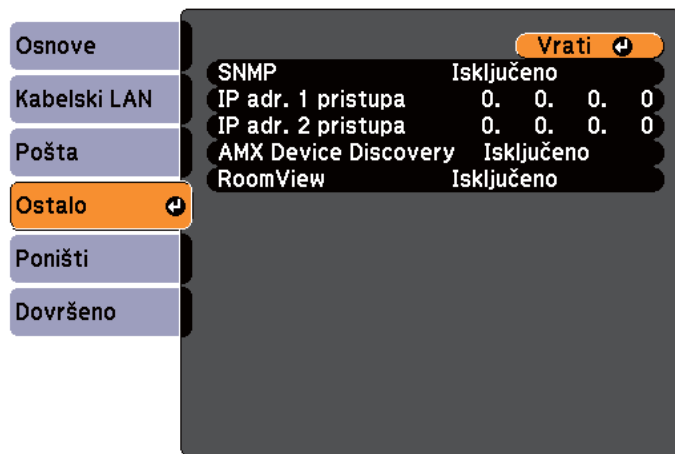 Osnove
Kabelski LAN
Pošta
Ostalo
Poništi
Dovršeno
Vrati
SNMP Isključeno
IP adr. 1 pristupa 0. 0. 0. 0
IP adr. 2 pristupa 0. 0. 0. 0
AMX Device Discovery Isključeno
RoomView Isključeno